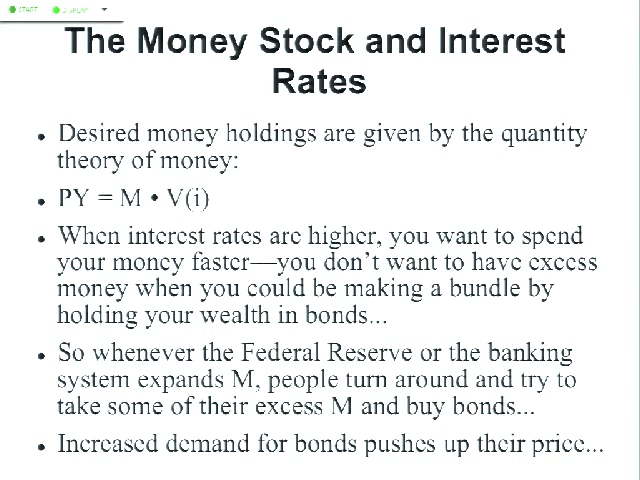 START DISPLAY
The Money Stock and Interest
Rates
• Desired money holdings are given by the quantity
theory of money:
• PY = M • V(i)
• When interest rates are higher, you want to spend
your money faster—you don't want to have excess
money when you could be making a bundle by
holding your wealth in bonds...
• So whenever the Federal Reserve or the banking
system expands M, people turn around and try to
take some of their excess M and buy bonds...
• Increased demand for bonds pushes up their price...